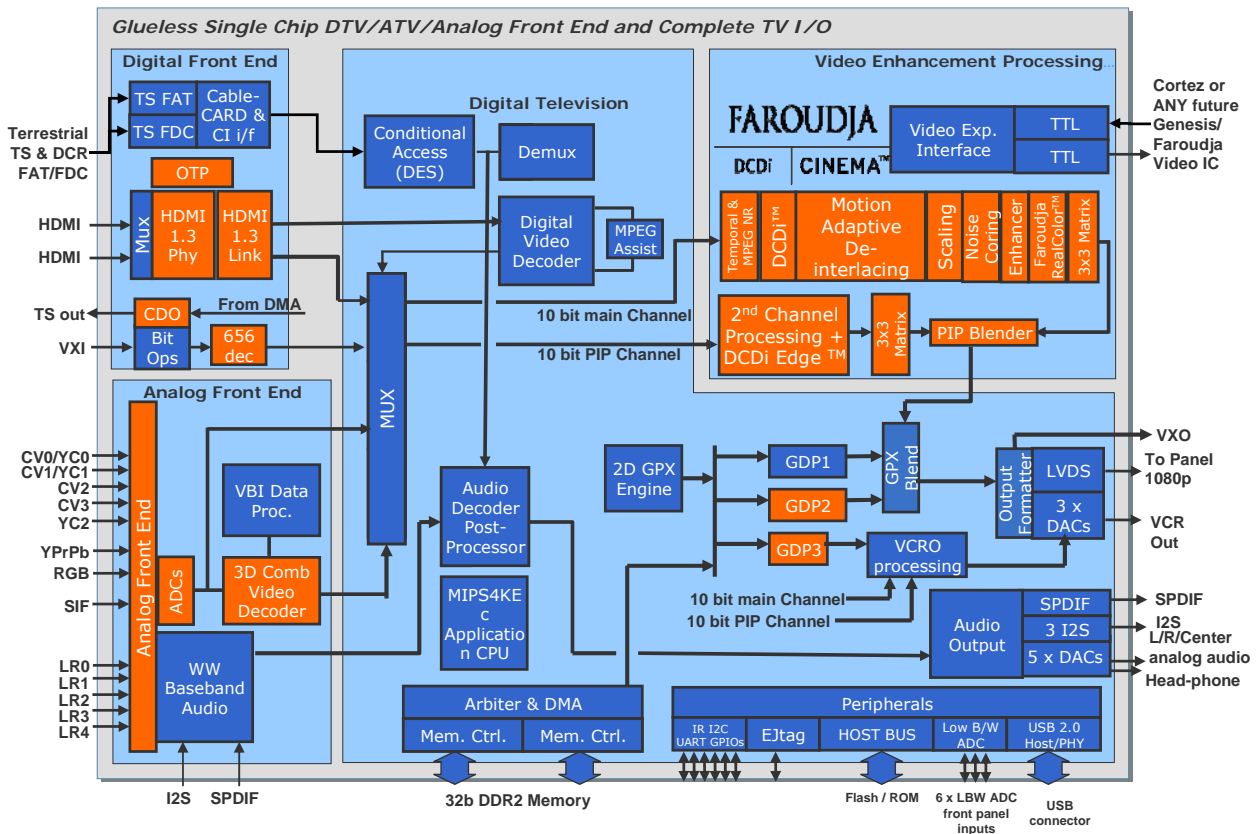 Glueless Single Chip DTV/ATV/Analog Front End and Complete TV I/O
Digital Front End
TS FAT
TS FDC
Cable-
CARD &
CI i/f
OTP
Mux
HDMI
1.3
Phy
HDMI
1.3
Link
CDO
From DMA
Bit
Ops
656
dec
Terrestrial
TS & DCR
FAT/FDC
HDMI
HDMI
TS out
VXI
Digital Television
Conditional
Access
(DES)
Demux
Digital
Video
Decoder
MPEG
Assist
MUX
10 bit main Channel
10 bit PIP Channel
Video Enhancement Processing...
FAROUDJA
DCDi
CINEMA™
Video Exp.
Interface
TTL
TTL
Cortez or
ANY future
Genesis/
Faroudja
Video IC
Temporal &
MPEG NR
DCDi™
Motion
Adaptive
De-
interlacing
Scaling
Noise
Coring
Enhancer
Faroudja
RealColor™
3x3 Matrix
2nd Channel
Processing +
DCDi Edge ™
3x3
Matrix
PIP Blender
Analog Front End
Analog Front End
ADCs
VBI Data
Proc.
3D Comb
Video
Decoder
WW
Baseband
Audio
CV0/YC0
CV1/YC1
CV2
CV3
YC2
YPrPb
RGB
SIF
LR0
LR1
LR2
LR3
LR4
I2S
SPDIF
Audio
Decoder
Post-
Processor
MIPS4KE
c
Applicatio
n CPU
2D GPX
Engine
GDP1
GDP2
GDP3
GPX
Blend
VCRO
processing
10 bit main Channel
10 bit PIP Channel
Output
Formatter
LVDS
3 x
DACs
VXO
To Panel
1080p
VCR
Out
Audio
Output
SPDIF
3 I2S
5 x DACs
SPDIF
I2S
L/R/Center
analog audio
Head-phone
Arbiter & DMA
Mem. Ctrl.
Mem. Ctrl.
32b DDR2 Memory
Peripherals
IR I2C
UART GPIOs
EJtag
HOST BUS
Low B/W
ADC
USB 2.0
Host/PHY
Flash / ROM
6 x LBW ADC
front panel
inputs
USB
connector